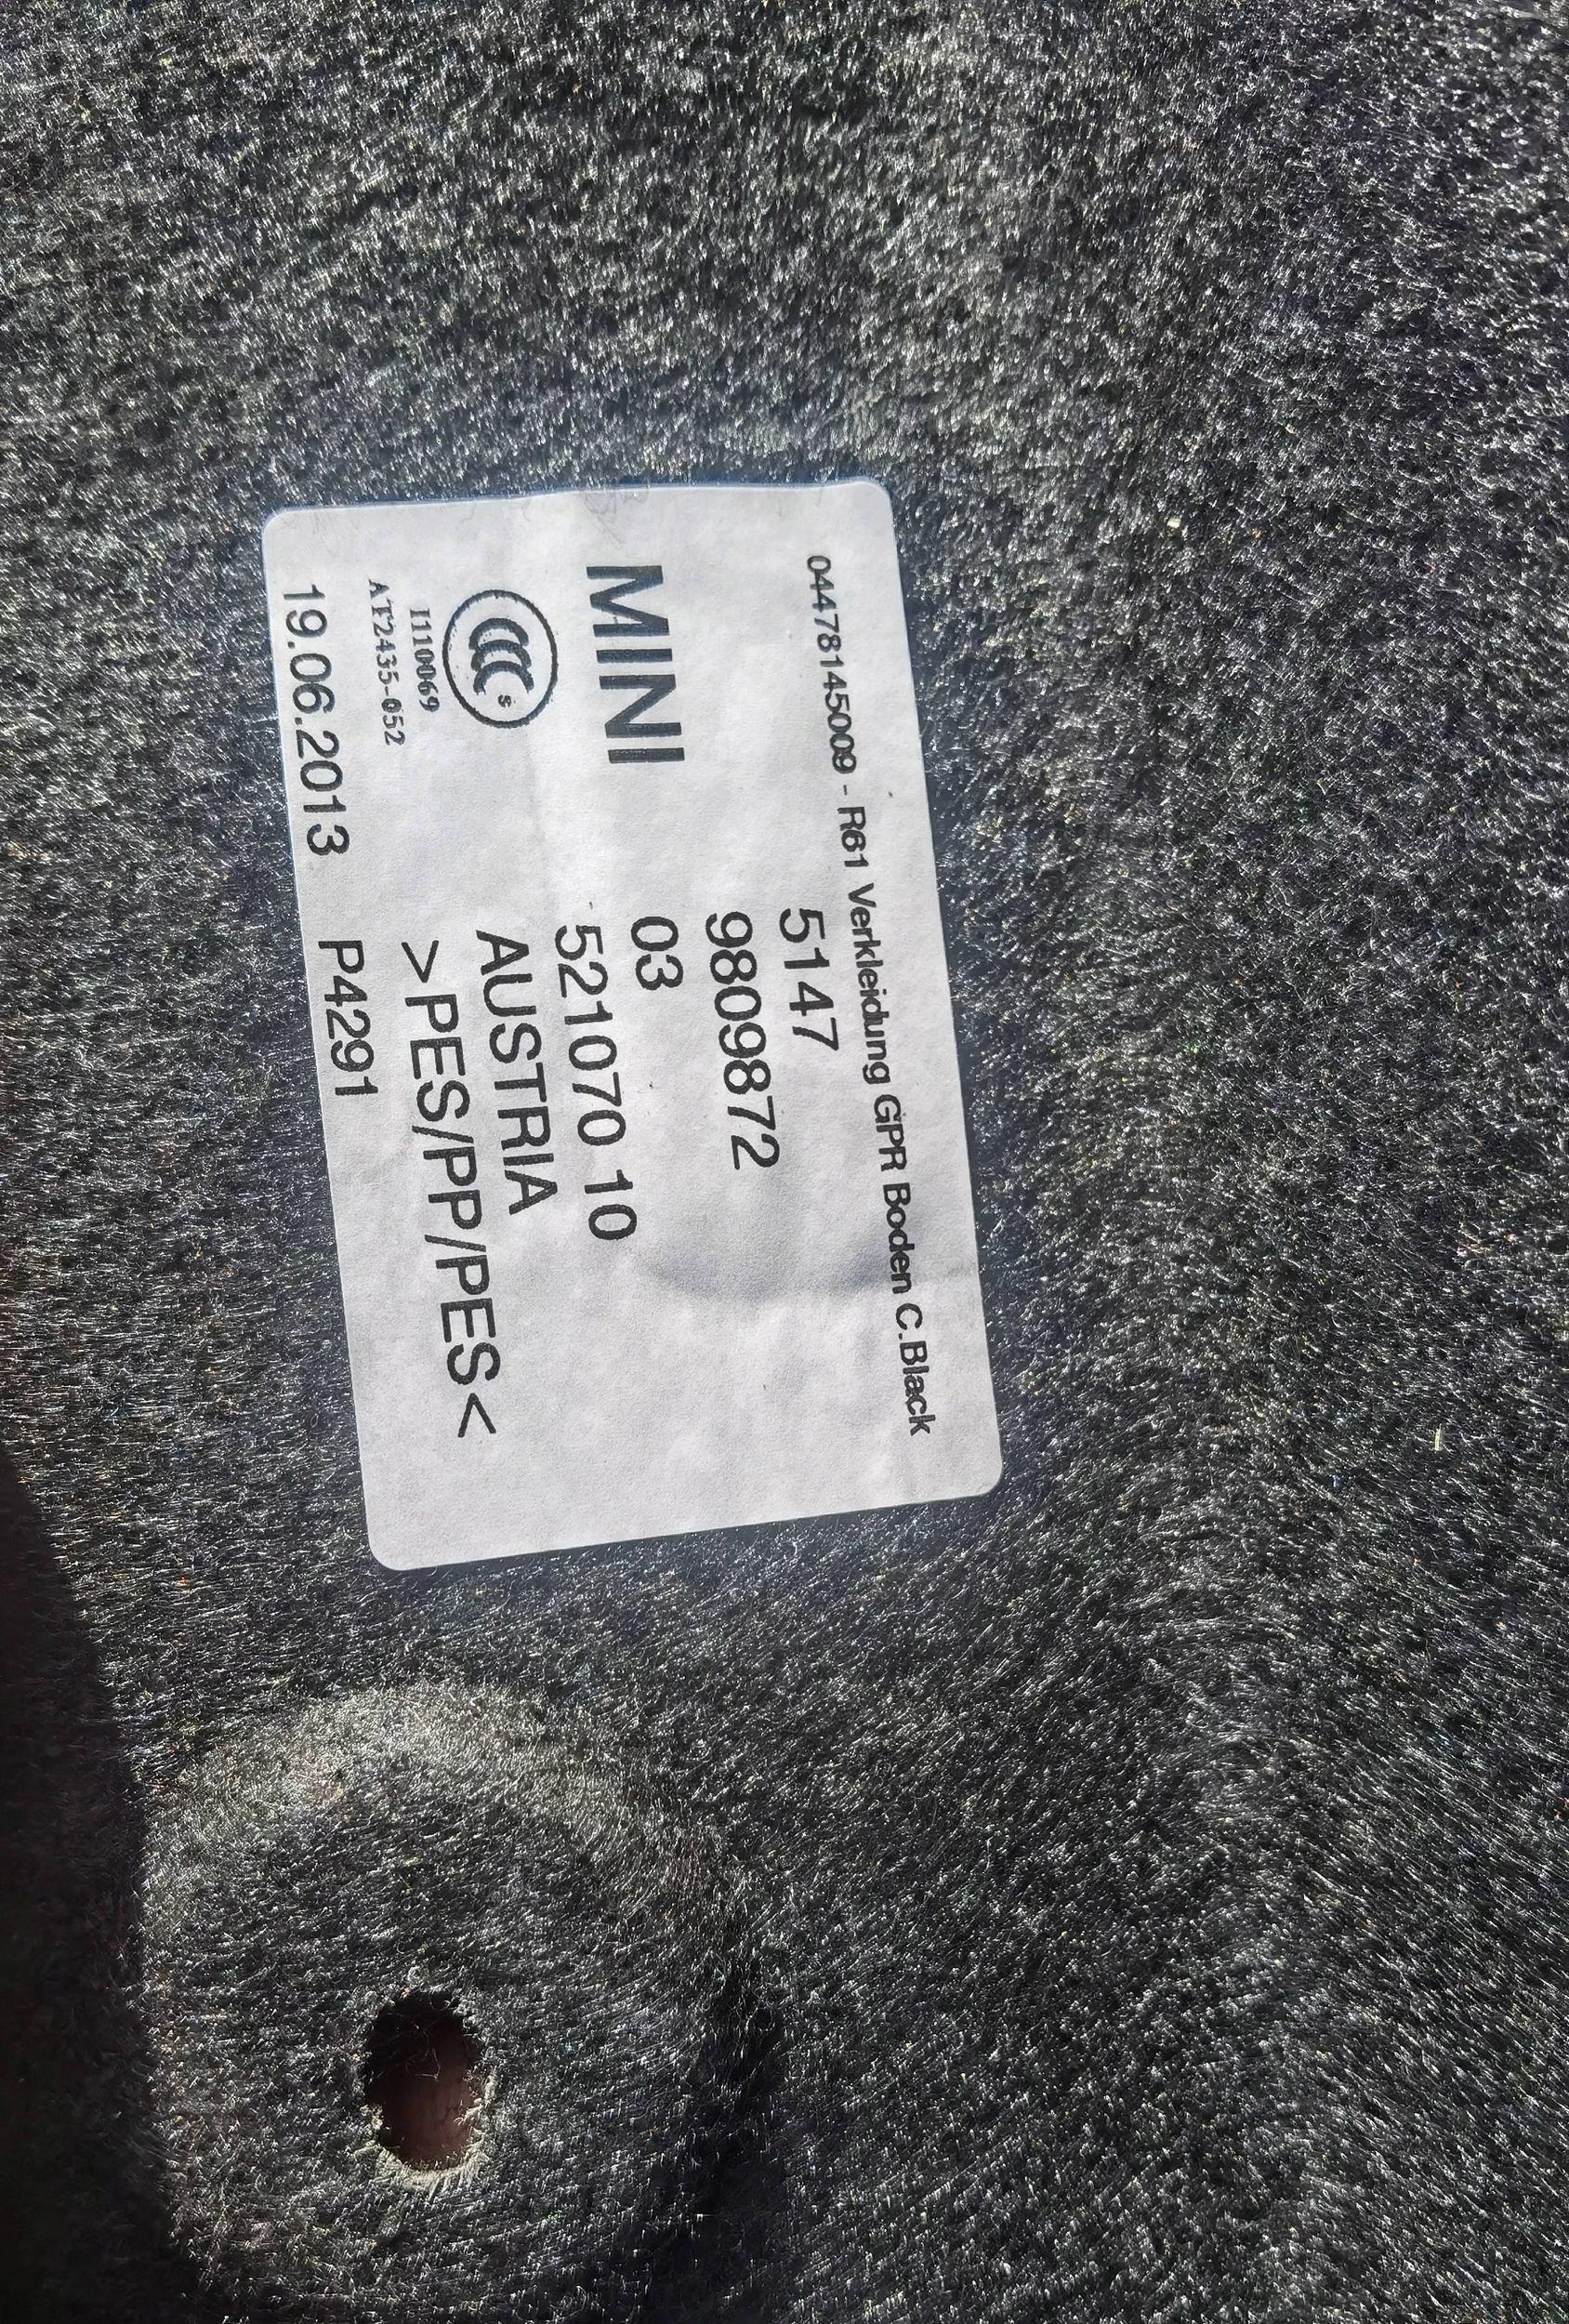 04478145009 - R61 Verkleidung GPR Boden C.Black
5147
9809872
MINI
03
521070 10
S
AUSTRIA
I110069
>PES/PP/PES<
AT2435-052
19.06.2013 P4291